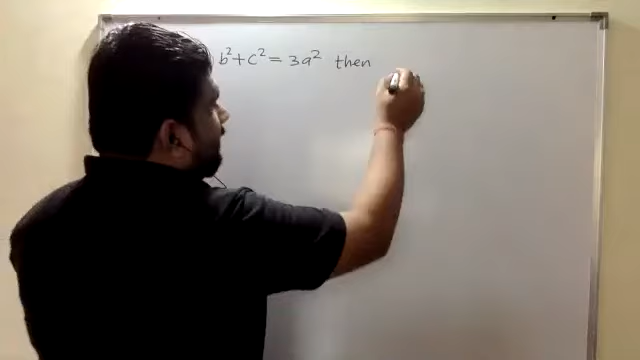 b²+c² = 3a² then